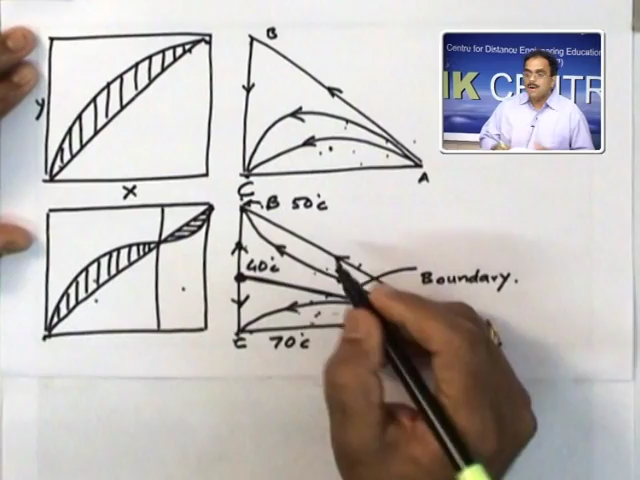 B
y
C
A
x
B 50°c
40°c
Boundary.
C 70°c
Centre for Distance Engineering Education
IK CENTR